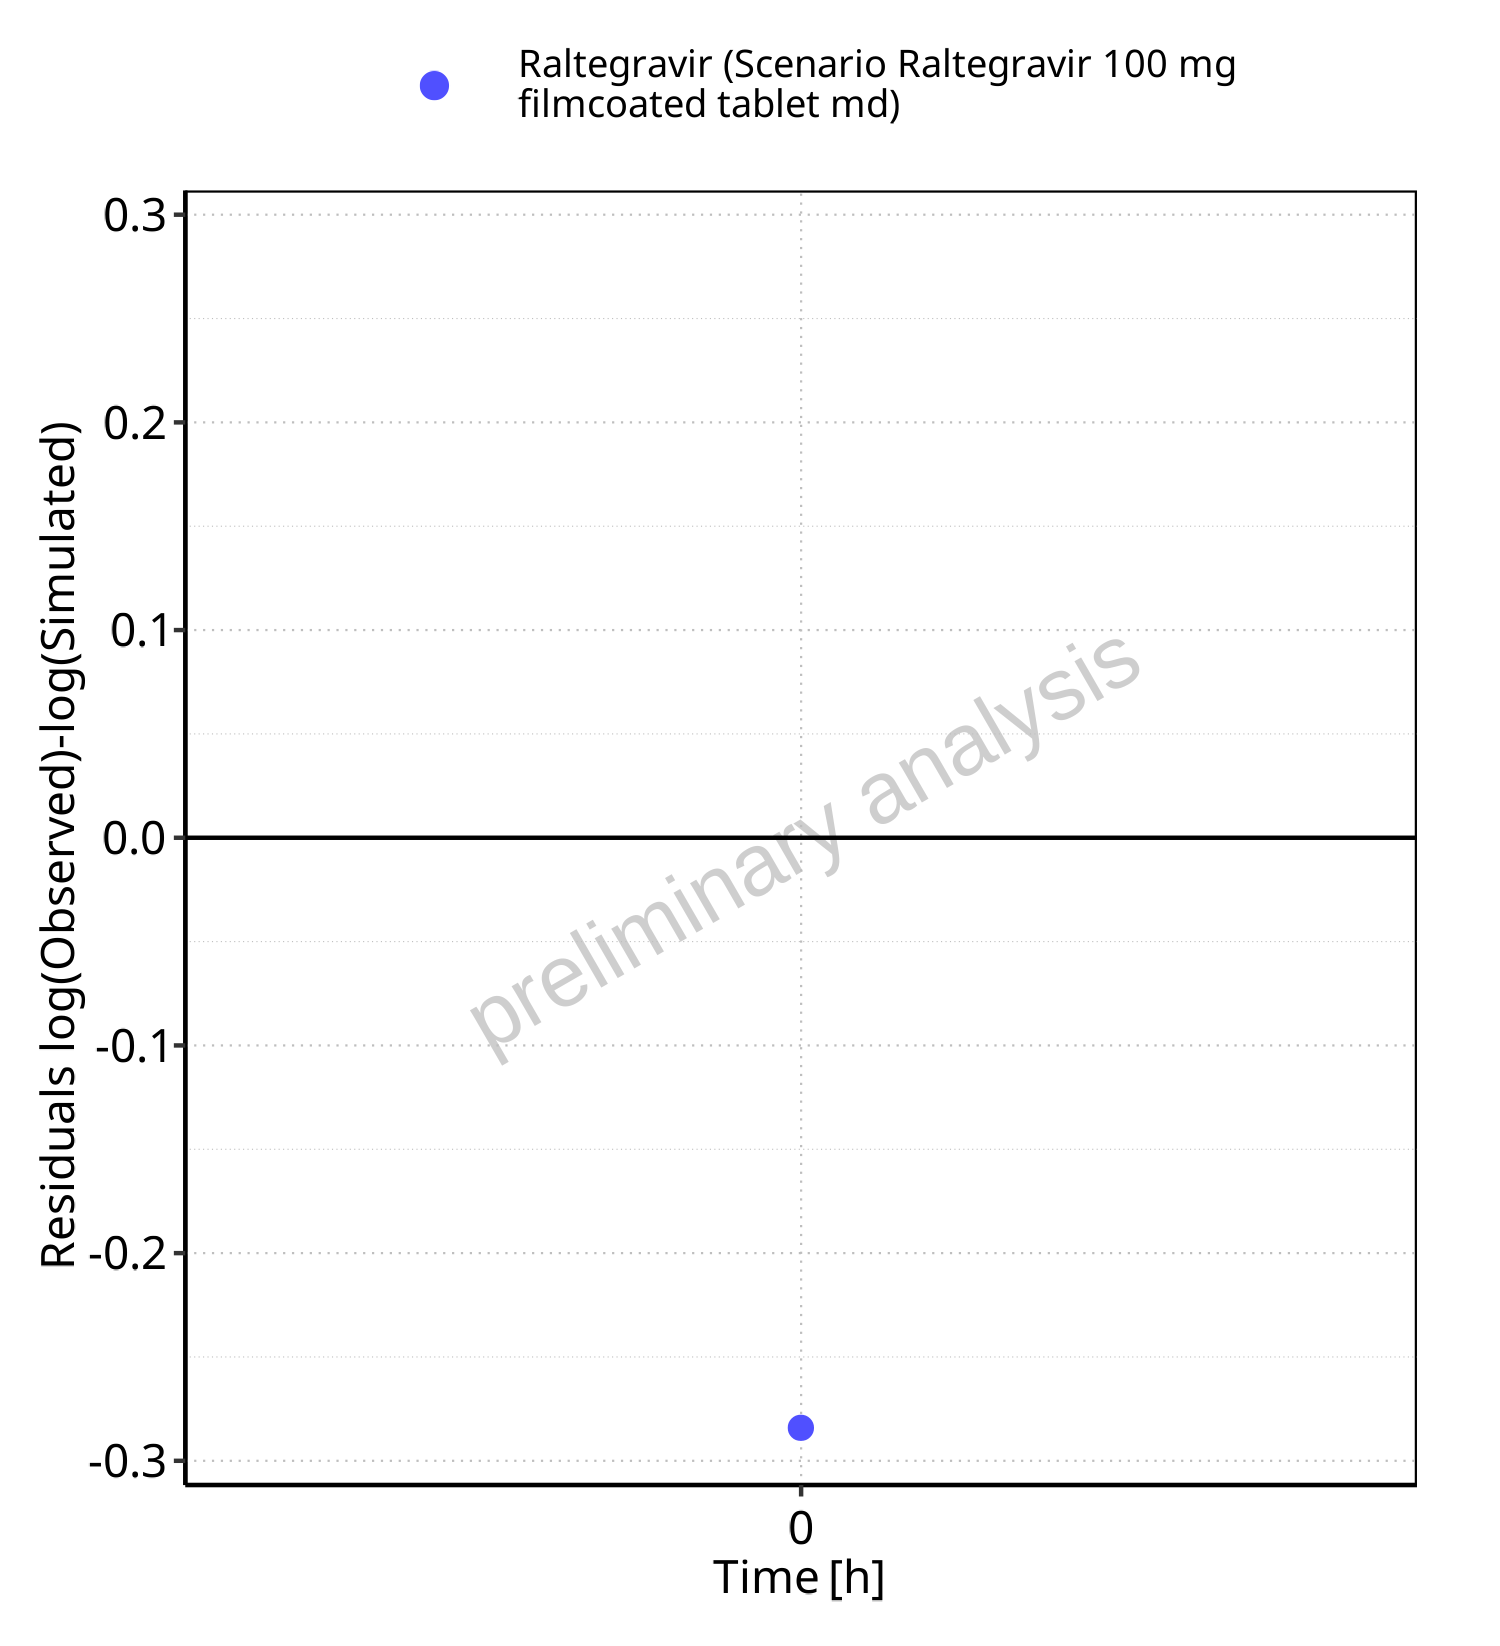 Raltegravir (Scenario Raltegravir 100 mg
filmcoated tablet md)
0.3
0.2
0.1
0.0
-0.1
-0.2
-0.3
Residuals log(Observed)-log(Simulated)
preliminary analysis
0
Time [h]